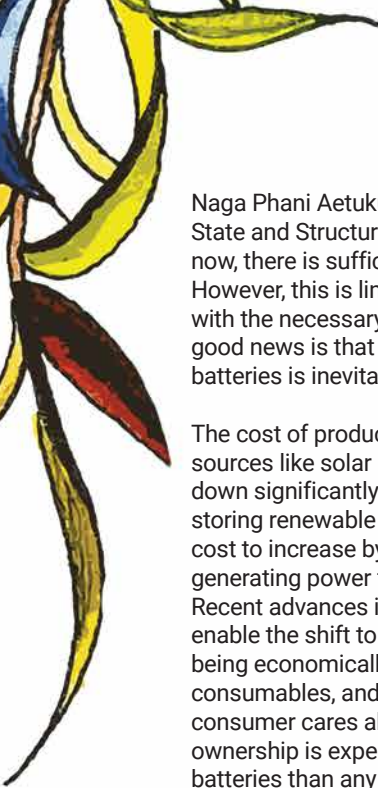 Naga Phani Aetuk
State and Structur
now, there is suffic
However, this is lin
with the necessary
good news is that
batteries is inevita
The cost of produc
sources like solar
down significantly
storing renewable
cost to increase by
generating power
Recent advances i
enable the shift to
being economicall
consumables, and
consumer cares a
ownership is expe
batteries than any